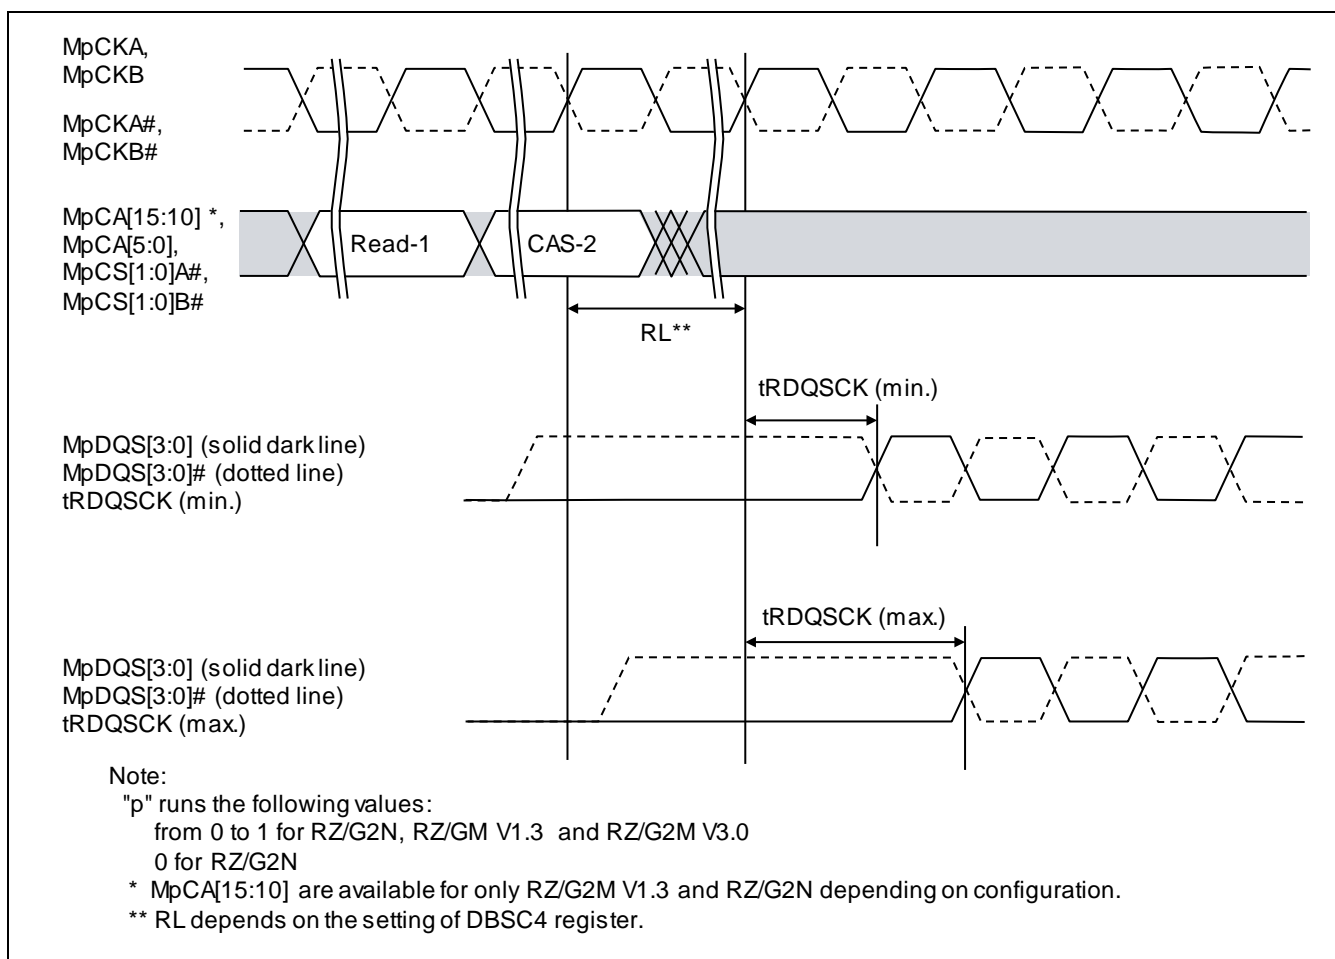 MpCKA,
MpCKB
MpCKA#,
MpCKB#
MpCA[15:10] *,
MpCA[5:0],
MpCS[1:0]A#,
MpCS[1:0]B#
Read-1
CAS-2
RL**
tRDQSCK (min.)
MpDQS[3:0] (solid dark line)
MpDQS[3:0]# (dotted line)
tRDQSCK (min.)
tRDQSCK (max.)
MpDQS[3:0] (solid dark line)
MpDQS[3:0]# (dotted line)
tRDQSCK (max.)
Note:
"p" runs the following values:
from 0 to 1 for RZ/G2N, RZ/GM V1.3 and RZ/G2M V3.0
0 for RZ/G2N
* MpCA[15:10] are available for only RZ/G2M V1.3 and RZ/G2N depending on configuration.
** RL depends on the setting of DBSC4 register.